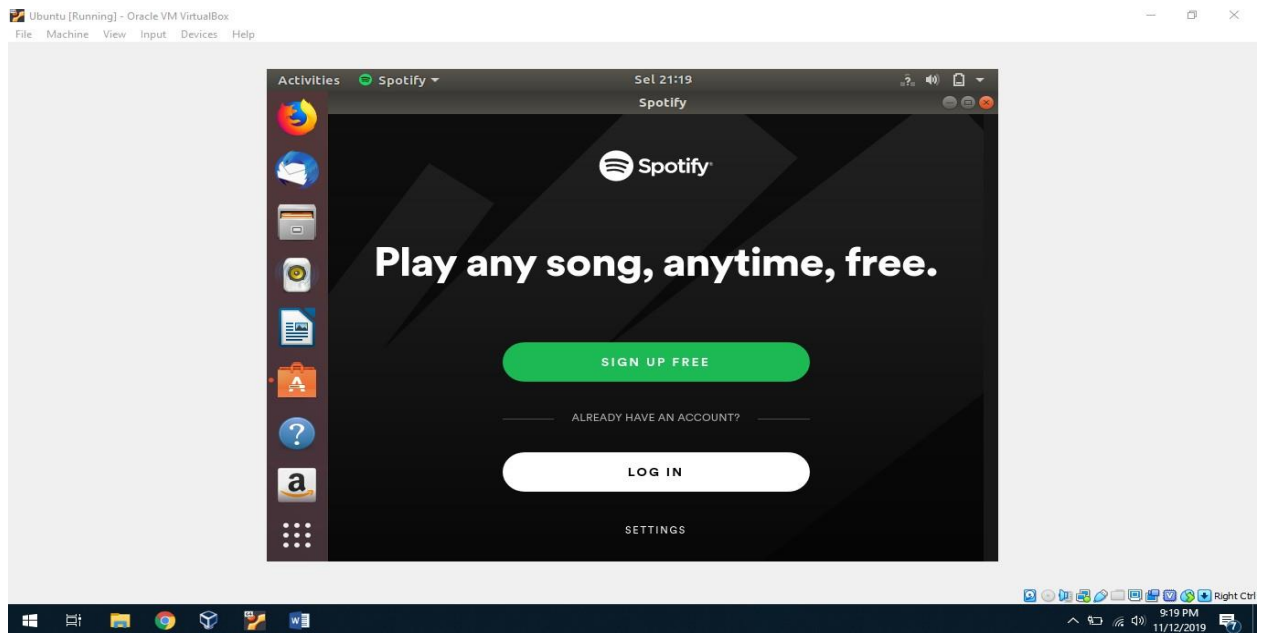 Ubuntu [Running] - Oracle VM VirtualBox
File Machine View Input Devices Help
Activities Spotify Sel 21:19
Spotify
Spotify
Play any song, anytime, free.
SIGN UP FREE
ALREADY HAVE AN ACCOUNT?
LOG IN
SETTINGS
Right Ctrl
9:19 PM
11/12/2019
7